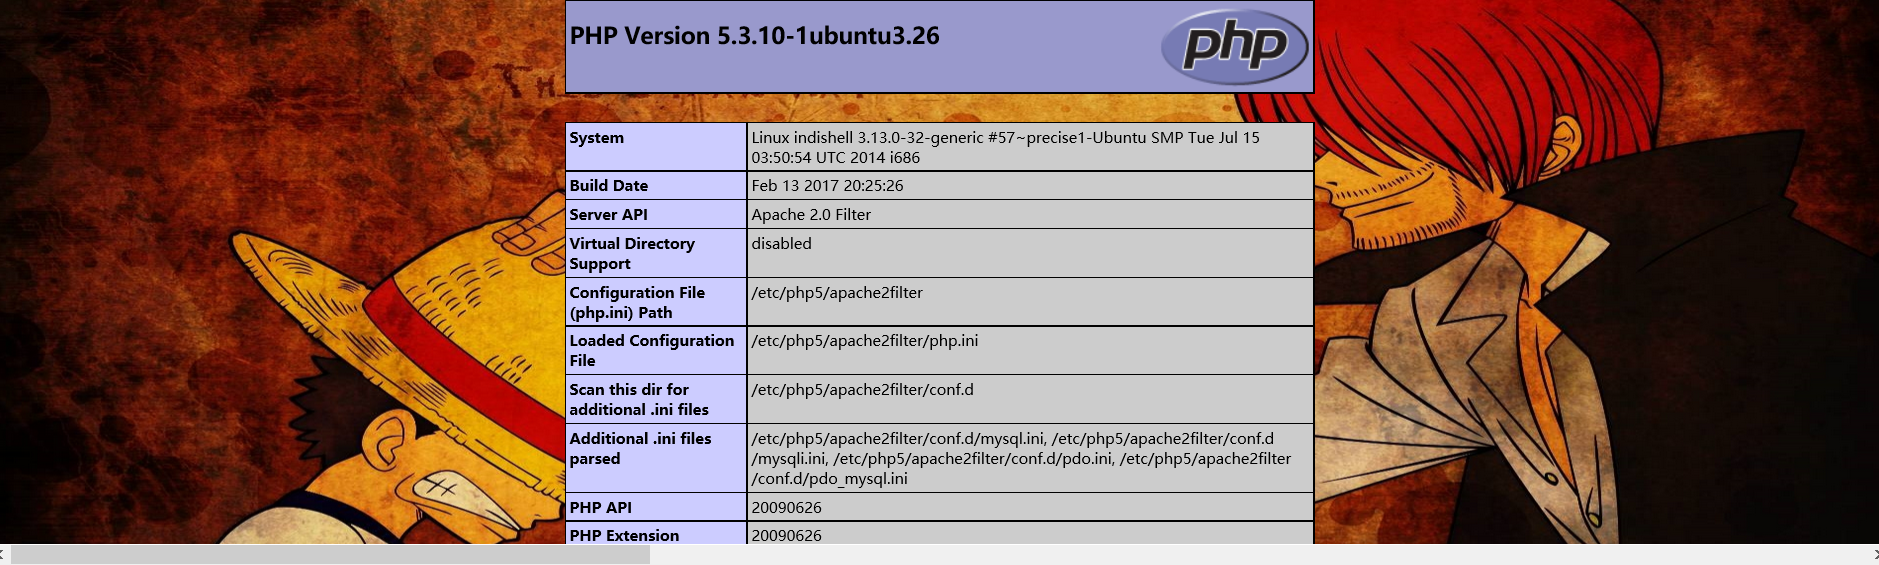 PHP Version 5.3.10-1ubuntu3.26
php
System
Linux indishell 3.13.0-32-generic #57~precise1-Ubuntu SMP Tue Jul 15
03:50:54 UTC 2014 i686
Build Date
Feb 13 2017 20:25:26
Server API
Apache 2.0 Filter
Virtual Directory
Support
disabled
Configuration File
(php.ini) Path
/etc/php5/apache2filter
Loaded Configuration
File
/etc/php5/apache2filter/php.ini
Scan this dir for
additional .ini files
/etc/php5/apache2filter/conf.d
Additional .ini files
parsed
/etc/php5/apache2filter/conf.d/mysql.ini, /etc/php5/apache2filter/conf.d
/mysqli.ini, /etc/php5/apache2filter/conf.d/pdo.ini, /etc/php5/apache2filter
/conf.d/pdo_mysql.ini
PHP API
20090626
PHP Extension
20090626